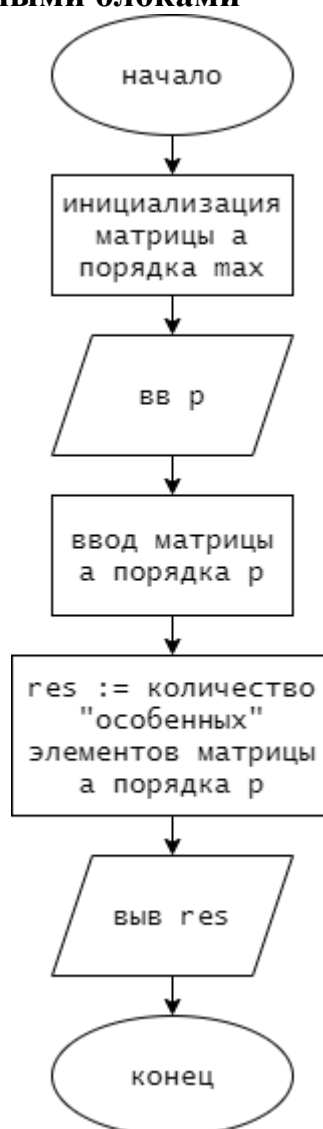 блоками
начало
инициализация
матрицы a
порядка max
вв p
ввод матрицы
a порядка p
res := количество
"особенных"
элементов матрицы
a порядка p
выв res
конец